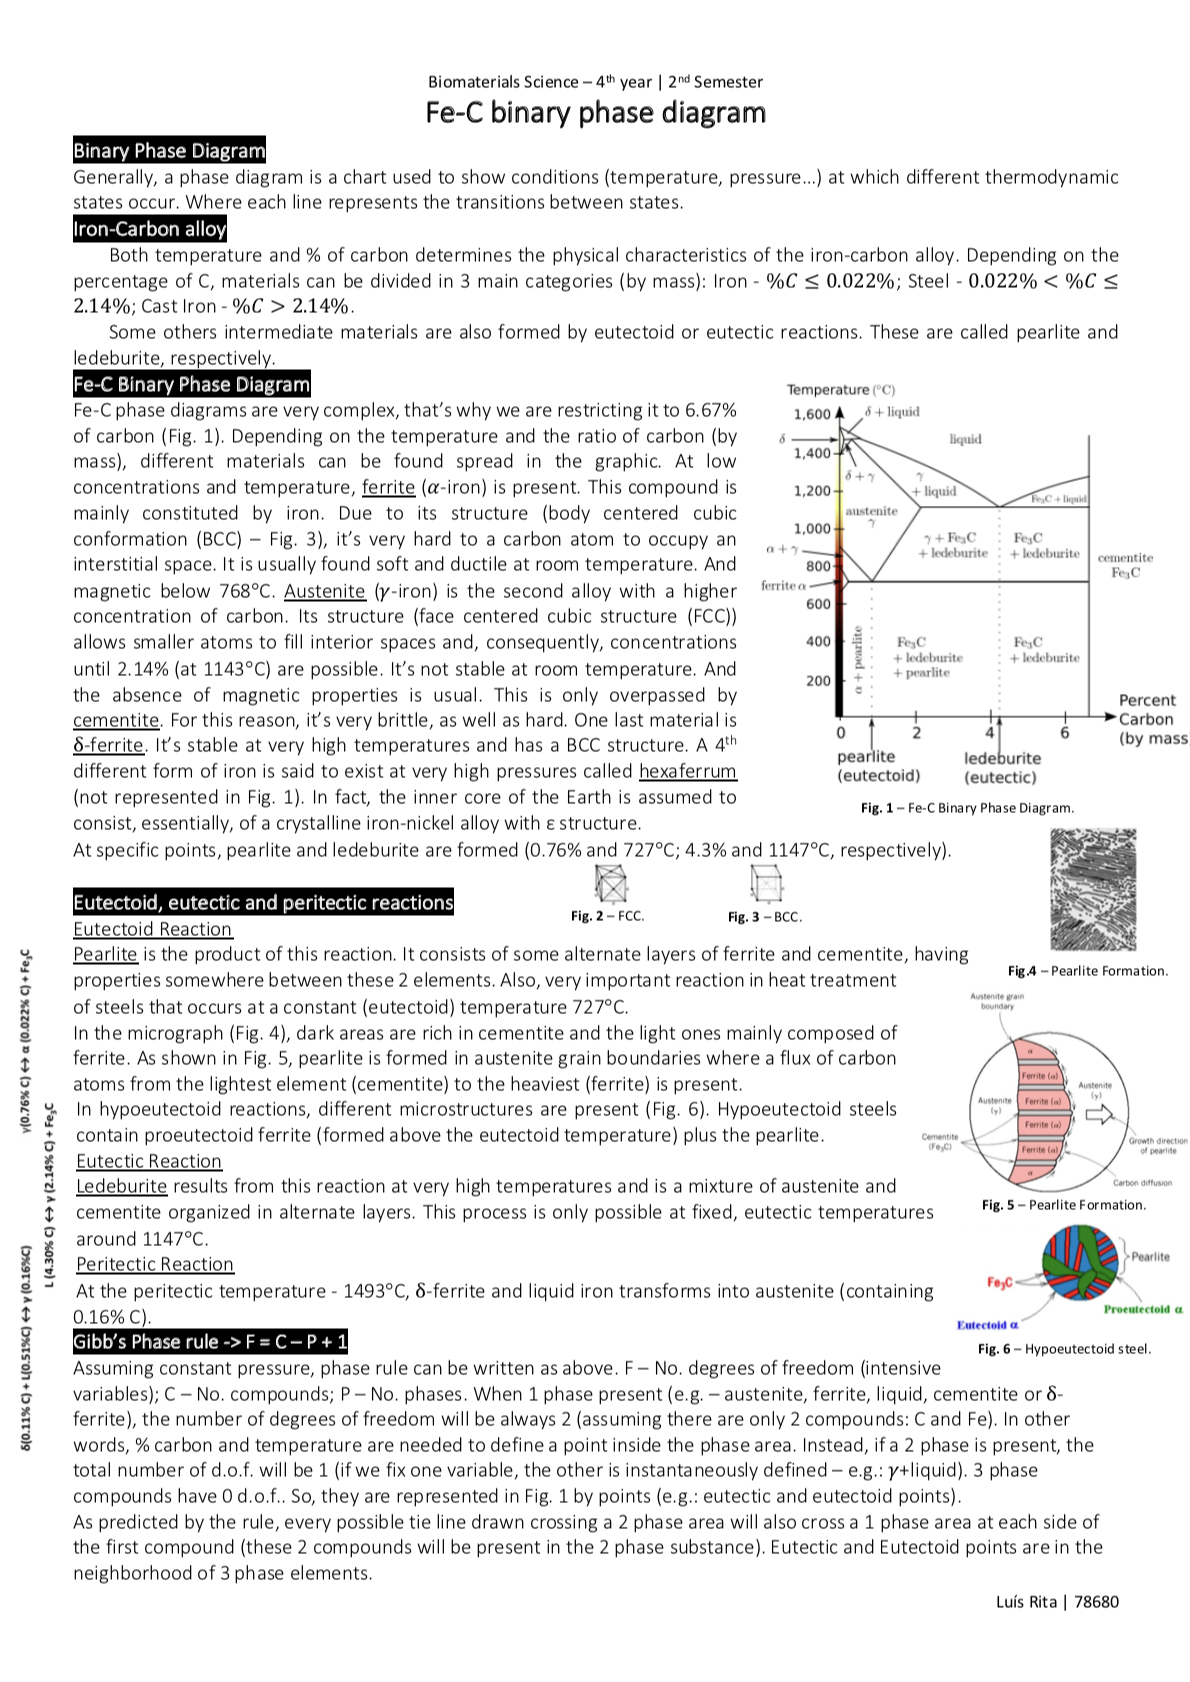 Biomaterials Science – 4th year | 2nd Semester
Fe-C binary phase diagram
Binary Phase Diagram
Generally, a phase diagram is a chart used to show conditions (temperature, pressure…) at which different thermodynamic
states occur. Where each line represents the transitions between states.
Iron-Carbon alloy
Both temperature and % of carbon determines the physical characteristics of the iron-carbon alloy. Depending on the
percentage of C, materials can be divided in 3 main categories (by mass): Iron - %C ≤ 0.022%; Steel - 0.022% < %C ≤
2.14%; Cast Iron - %C > 2.14%.
Some others intermediate materials are also formed by eutectoid or eutectic reactions. These are called pearlite and
ledeburite, respectively.
Fe-C Binary Phase Diagram
Fe-C phase diagrams are very complex, that's why we are restricting it to 6.67%
of carbon (Fig. 1). Depending on the temperature and the ratio of carbon (by
mass), different materials can be found spread in the graphic. At low
concentrations and temperature, ferrite (α-iron) is present. This compound is
mainly constituted by iron. Due to its structure (body centered cubic
conformation (BCC) – Fig. 3), it's very hard to a carbon atom to occupy an
interstitial space. It is usually found soft and ductile at room temperature. And
magnetic below 768°C. Austenite (γ-iron) is the second alloy with a higher
concentration of carbon. Its structure (face centered cubic structure (FCC))
allows smaller atoms to fill interior spaces and, consequently, concentrations
until 2.14% (at 1143°C) are possible. It's not stable at room temperature. And
the absence of magnetic properties is usual. This is only overpassed by
cementite. For this reason, it's very brittle, as well as hard. One last material is
δ-ferrite. It's stable at very high temperatures and has a BCC structure. A 4th
different form of iron is said to exist at very high pressures called hexaferrum
(not represented in Fig. 1). In fact, the inner core of the Earth is assumed to
consist, essentially, of a crystalline iron-nickel alloy with ε structure.
At specific points, pearlite and ledeburite are formed (0.76% and 727°C; 4.3% and 1147°C, respectively).
Temperature (°C)
1,600
δ + liquid
δ
liquid
1,400
δ + γ
γ
+ liquid
1,200
Fe3C + liquid
austenite
γ
1,000
γ + Fe3C
+ ledeburite
Fe3C
+ ledeburite
α + γ
cementite
Fe3C
800
ferrite α
600
400
α + pearlite
Fe3C
+ ledeburite
+ pearlite
Fe3C
+ ledeburite
200
Percent
Carbon
(by mass
0
2
4
6
pearlite
(eutectoid)
ledeburite
(eutectic)
Fig. 1 – Fe-C Binary Phase Diagram.
Fig. 2 – FCC.
Fig. 3 – BCC.
Fig.4 – Pearlite Formation.
Eutectoid, eutectic and peritectic reactions
Eutectoid Reaction
Pearlite is the product of this reaction. It consists of some alternate layers of ferrite and cementite, having
properties somewhere between these 2 elements. Also, very important reaction in heat treatment
of steels that occurs at a constant (eutectoid) temperature 727°C.
In the micrograph (Fig. 4), dark areas are rich in cementite and the light ones mainly composed of
ferrite. As shown in Fig. 5, pearlite is formed in austenite grain boundaries where a flux of carbon
atoms from the lightest element (cementite) to the heaviest (ferrite) is present.
In hypoeutectoid reactions, different microstructures are present (Fig. 6). Hypoeutectoid steels
contain proeutectoid ferrite (formed above the eutectoid temperature) plus the pearlite.
Eutectic Reaction
Ledeburite results from this reaction at very high temperatures and is a mixture of austenite and
cementite organized in alternate layers. This process is only possible at fixed, eutectic temperatures
around 1147°C.
Peritectic Reaction
At the peritectic temperature - 1493°C, δ-ferrite and liquid iron transforms into austenite (containing
0.16% C).
Austenite grain
boundary
α
Ferrite (α)
Austenite
(γ)
Austenite
(γ)
Ferrite (α)
Ferrite (α)
Cementite
(Fe3C)
Ferrite (α)
Growth direction
of pearlite
α
Carbon diffusion
Fig. 5 – Pearlite Formation.
Pearlite
Fe3C
Proeutectoid α
Eutectoid α
Fig. 6 – Hypoeutectoid steel.
Gibb's Phase rule -> F = C – P + 1
Assuming constant pressure, phase rule can be written as above. F – No. degrees of freedom (intensive
variables); C – No. compounds; P – No. phases. When 1 phase present (e.g. – austenite, ferrite, liquid, cementite or δ-
ferrite), the number of degrees of freedom will be always 2 (assuming there are only 2 compounds: C and Fe). In other
words, % carbon and temperature are needed to define a point inside the phase area. Instead, if a 2 phase is present, the
total number of d.o.f. will be 1 (if we fix one variable, the other is instantaneously defined – e.g.: γ+liquid). 3 phase
compounds have 0 d.o.f.. So, they are represented in Fig. 1 by points (e.g.: eutectic and eutectoid points).
As predicted by the rule, every possible tie line drawn crossing a 2 phase area will also cross a 1 phase area at each side of
the first compound (these 2 compounds will be present in the 2 phase substance). Eutectic and Eutectoid points are in the
neighborhood of 3 phase elements.
γ(0.76% C) ↔ α (0.022% C) + Fe3C
L (4.30% C) ↔ γ (2.14% C) + Fe3C
δ(0.11% C) + L(0.51%C) ↔ γ (0.16%C)
Luís Rita | 78680